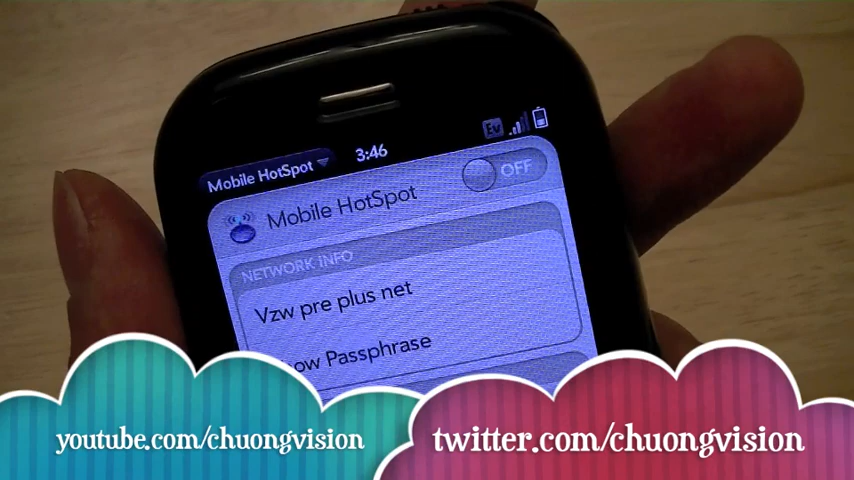 Ev
3:46
Mobile HotSpot
Mobile HotSpot
OFF
NETWORK INFO
Vzw pre plus net
Passphrase
youtube.com/chuongvision
twitter.com/chuongvision